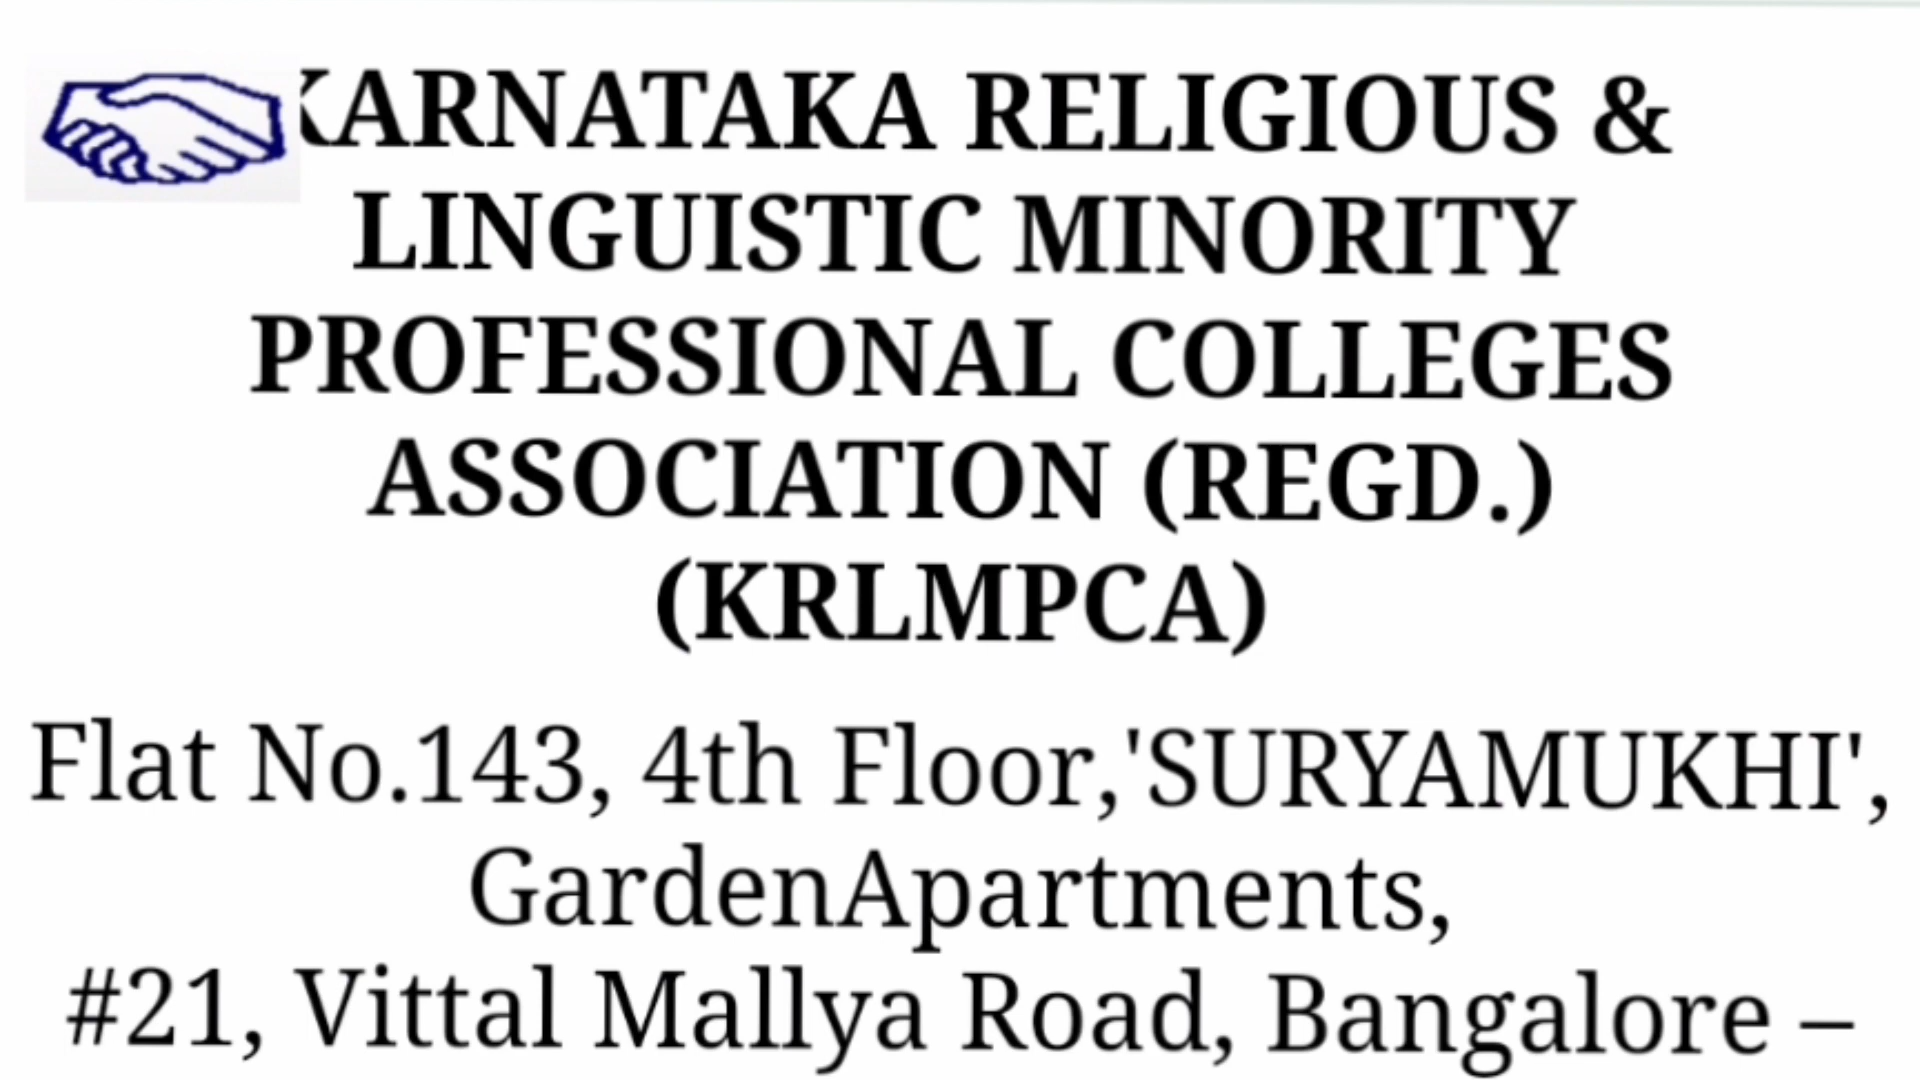 KARNATAKA RELIGIOUS &
LINGUISTIC MINORITY
PROFESSIONAL COLLEGES
ASSOCIATION (REGD.)
(KRLMPCA)
Flat No.143, 4th Floor,'SURYAMUKHI',
GardenApartments,
#21, Vittal Mallya Road, Bangalore –